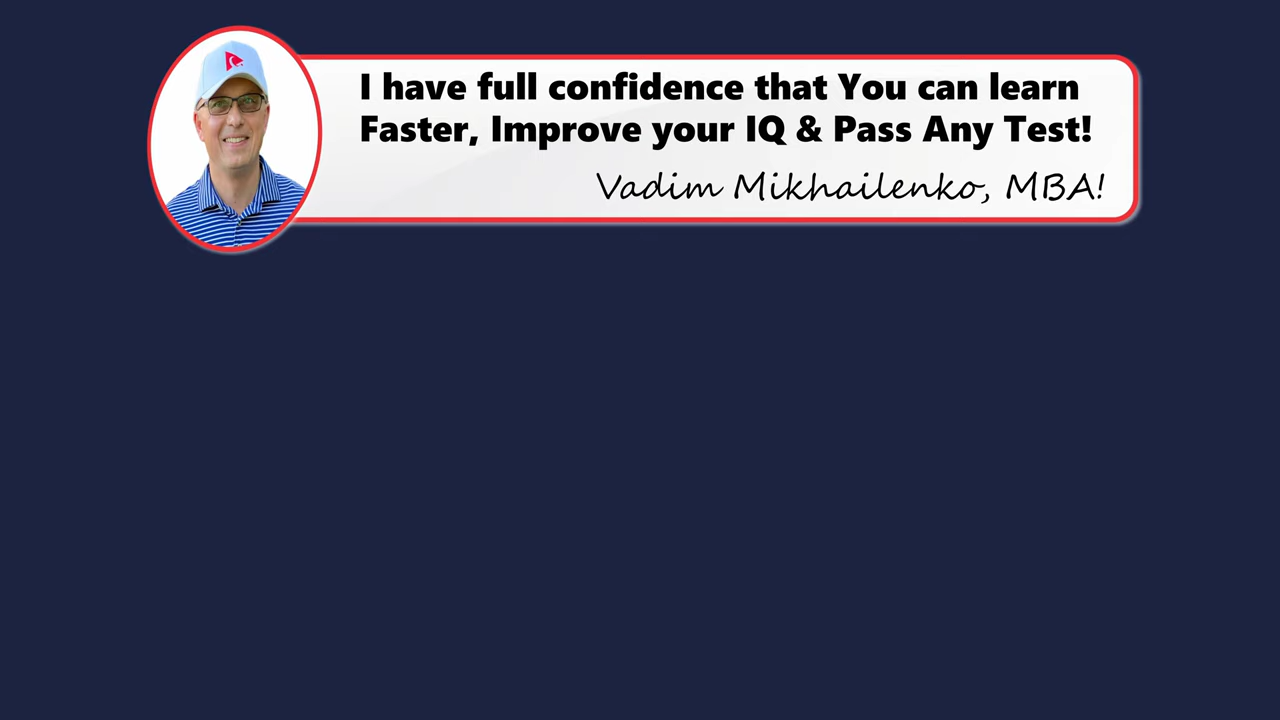 I have full confidence that You can learn
Faster, Improve your IQ & Pass Any Test!
Vadim Mikhailenko, MBA!